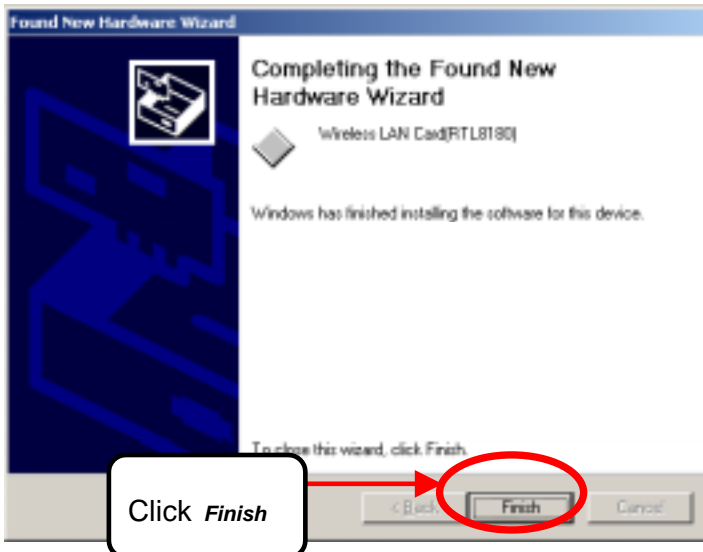 Found New Hardware Wizard
Completing the Found New
Hardware Wizard
Wireless LAN Card(RTL8180)
Windows has finished installing the software for this device.
To close this wizard, click Finish.
Click Finish
< Back
Finish
Cancel